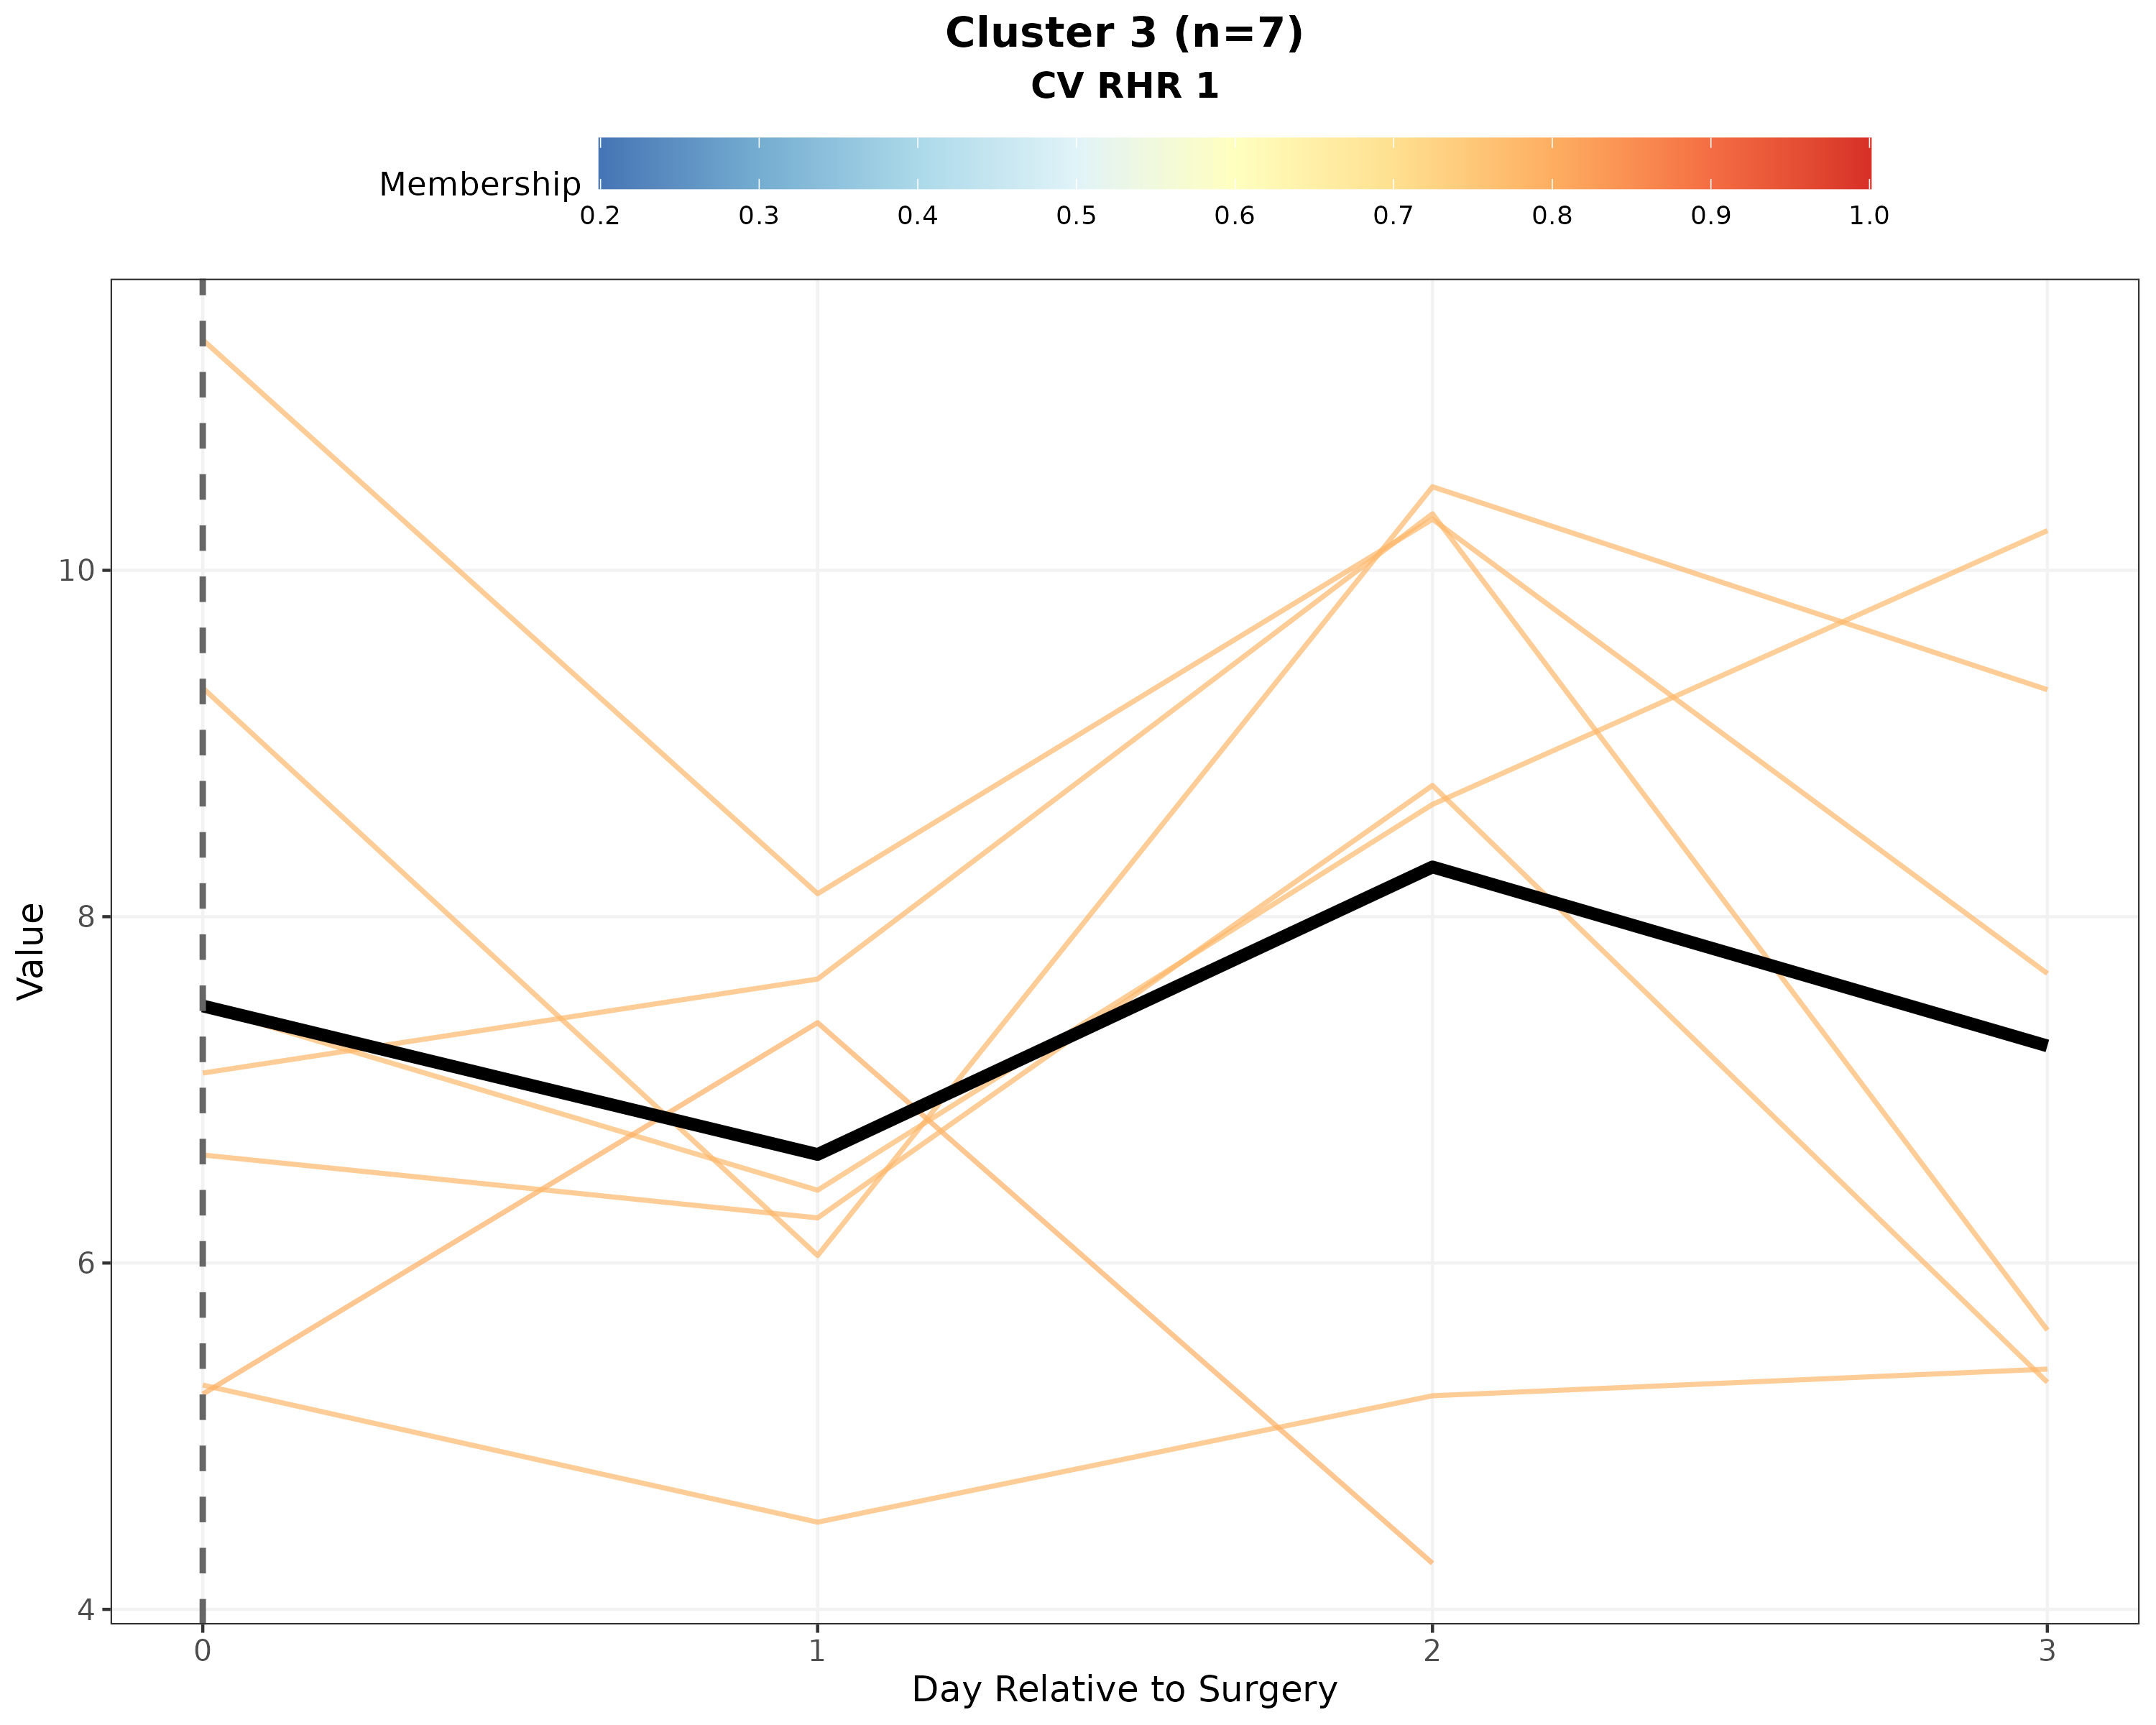 Cluster 3 (n=7)
CV RHR 1
Membership
0.2 0.3 0.4 0.5 0.6 0.7 0.8 0.9 1.0
Value
10
8
6
4
0 1 2 3
Day Relative to Surgery